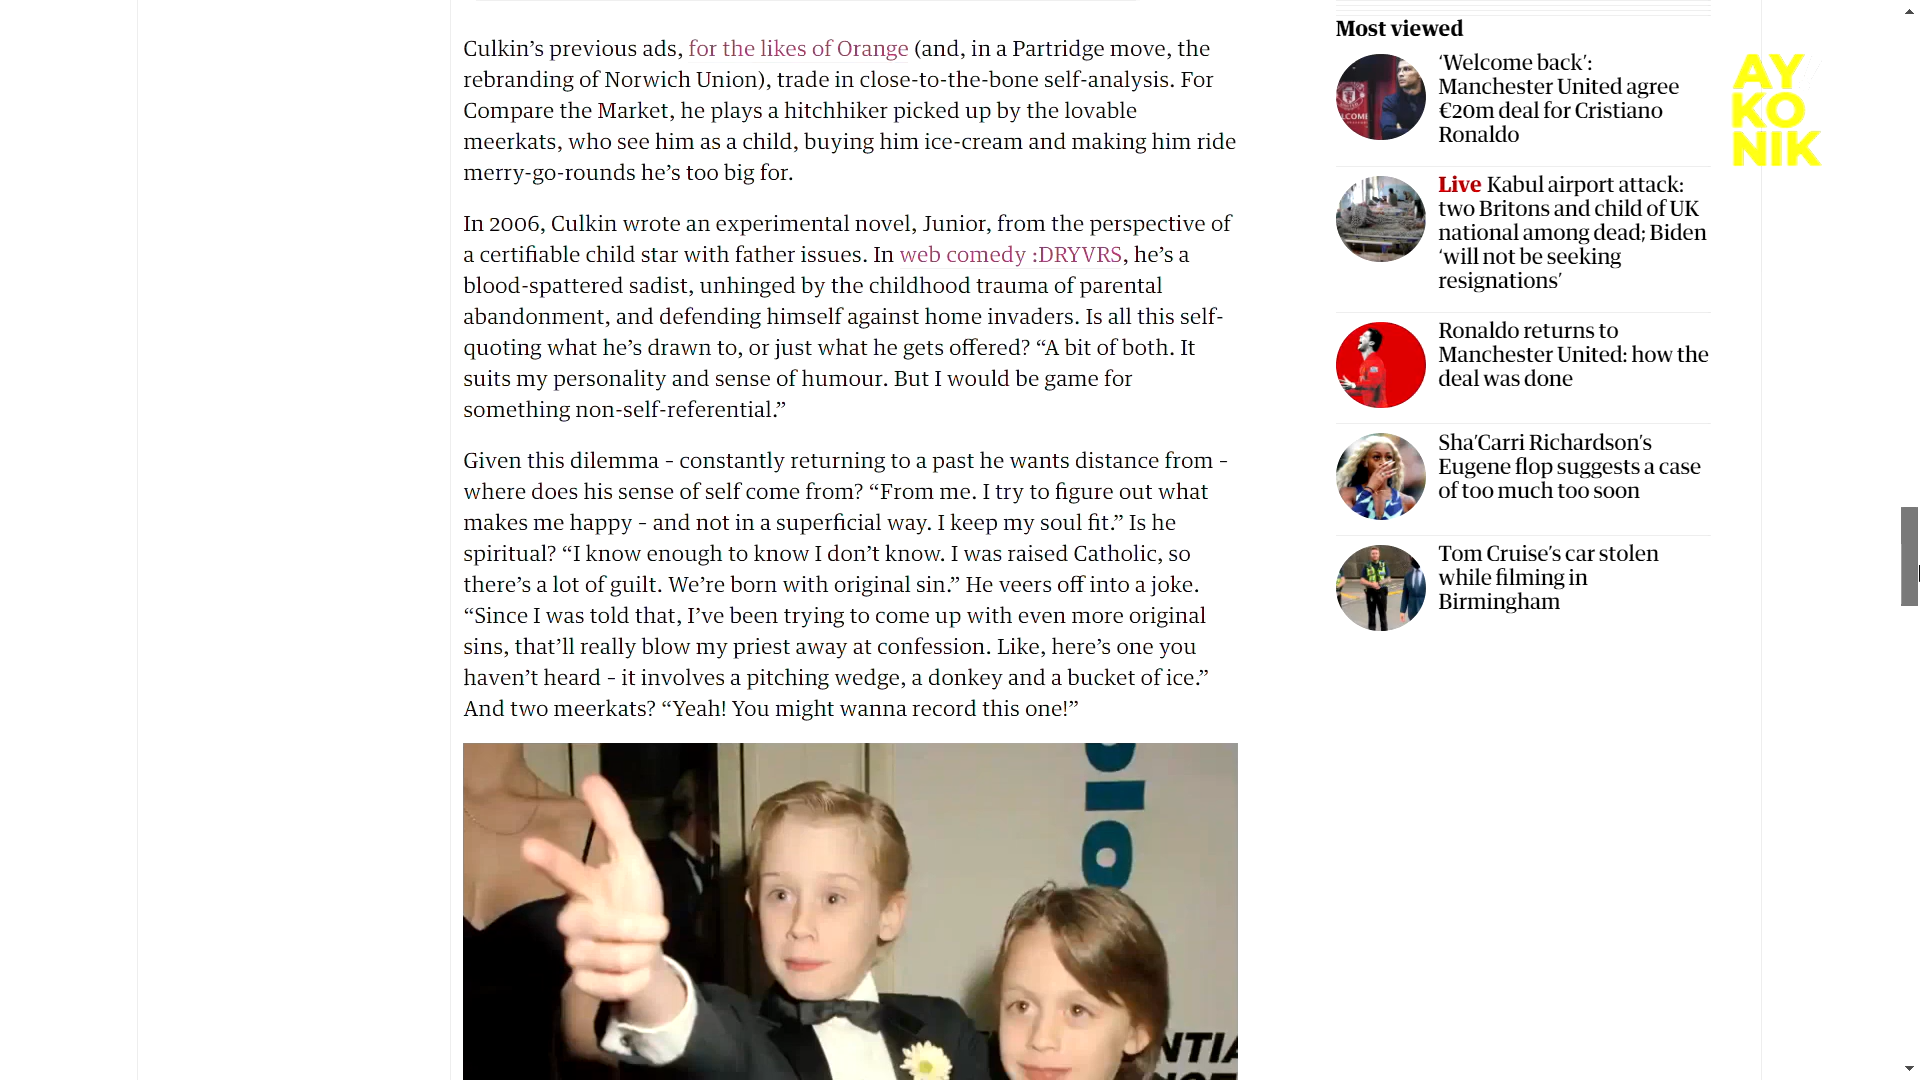 Culkin’s previous ads, for the likes of Orange (and, in a Partridge move, the
rebranding of Norwich Union), trade in close-to-the-bone self-analysis. For
Compare the Market, he plays a hitchhiker picked up by the lovable
meerkats, who see him as a child, buying him ice-cream and making him ride
merry-go-rounds he’s too big for.
In 2006, Culkin wrote an experimental novel, Junior, from the perspective of
a certifiable child star with father issues. In web comedy :DRYVRS, he’s a
blood-spattered sadist, unhinged by the childhood trauma of parental
abandonment, and defending himself against home invaders. Is all this self-
quoting what he’s drawn to, or just what he gets offered? “A bit of both. It
suits my personality and sense of humour. But I would be game for
something non-self-referential.”
Given this dilemma – constantly returning to a past he wants distance from –
where does his sense of self come from? “From me. I try to figure out what
makes me happy – and not in a superficial way. I keep my soul fit.” Is he
spiritual? “I know enough to know I don’t know. I was raised Catholic, so
there’s a lot of guilt. We’re born with original sin.” He veers off into a joke.
“Since I was told that, I’ve been trying to come up with even more original
sins, that’ll really blow my priest away at confession. Like, here’s one you
haven’t heard – it involves a pitching wedge, a donkey and a bucket of ice.”
And two meerkats? “Yeah! You might wanna record this one!”
Most viewed
‘Welcome back’:
Manchester United agree
€20m deal for Cristiano
Ronaldo
Live Kabul airport attack:
two Britons and child of UK
national among dead; Biden
‘will not be seeking
resignations’
Ronaldo returns to
Manchester United: how the
deal was done
Sha’Carri Richardson’s
Eugene flop suggests a case
of too much too soon
Tom Cruise’s car stolen
while filming in
Birmingham
AY
KO
NIK